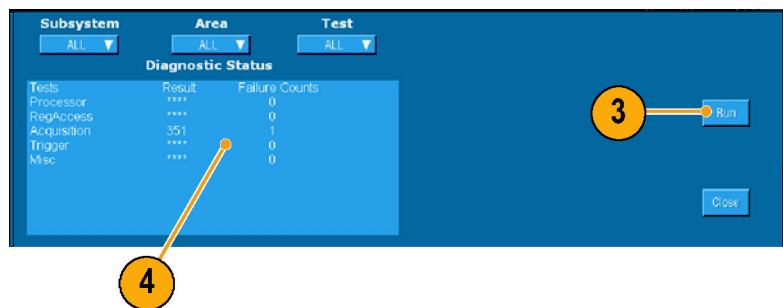 Subsystem Area Test
ALL ALL ALL
Diagnostic Status
Tests Result Failure Counts
Processor **** 0
RegAccess **** 0
Acquisition 351 1
Trigger **** 0
Misc **** 0
3
Run
Close
4